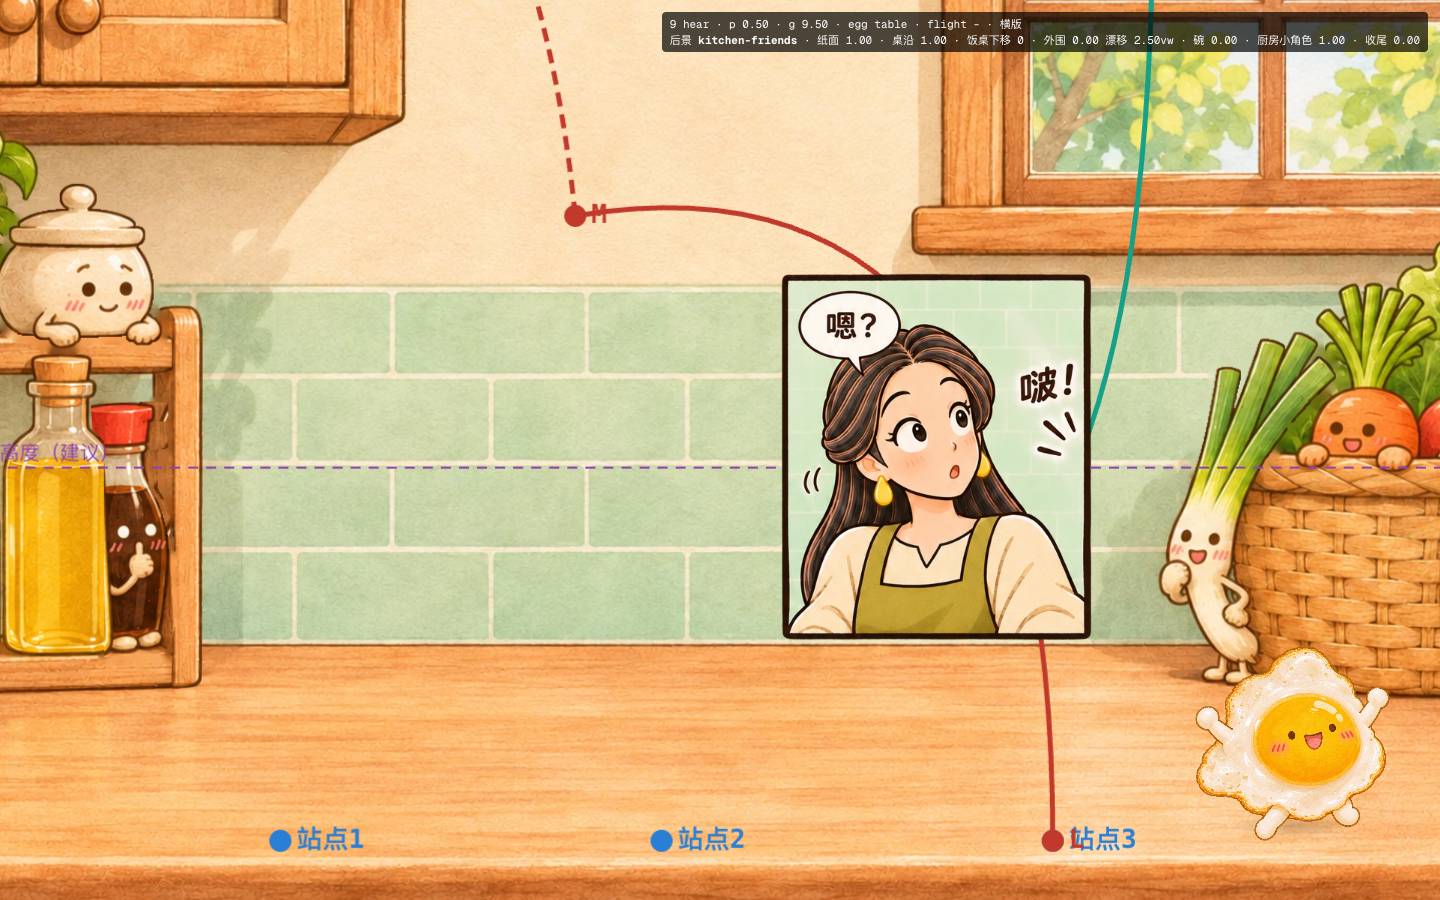 9 hear · p 0.50 · g 9.50 · egg table · flight - · 横版
后景 kitchen-friends · 纸面 1.00 · 桌沿 1.00 · 饭桌下移 0 · 外围 0.00 漂移 2.50vw · 碗 0.00 · 厨房小角色 1.00 · 收尾 0.00
M
嗯？
啵！
高度（建议）
站点1
站点2
站点3